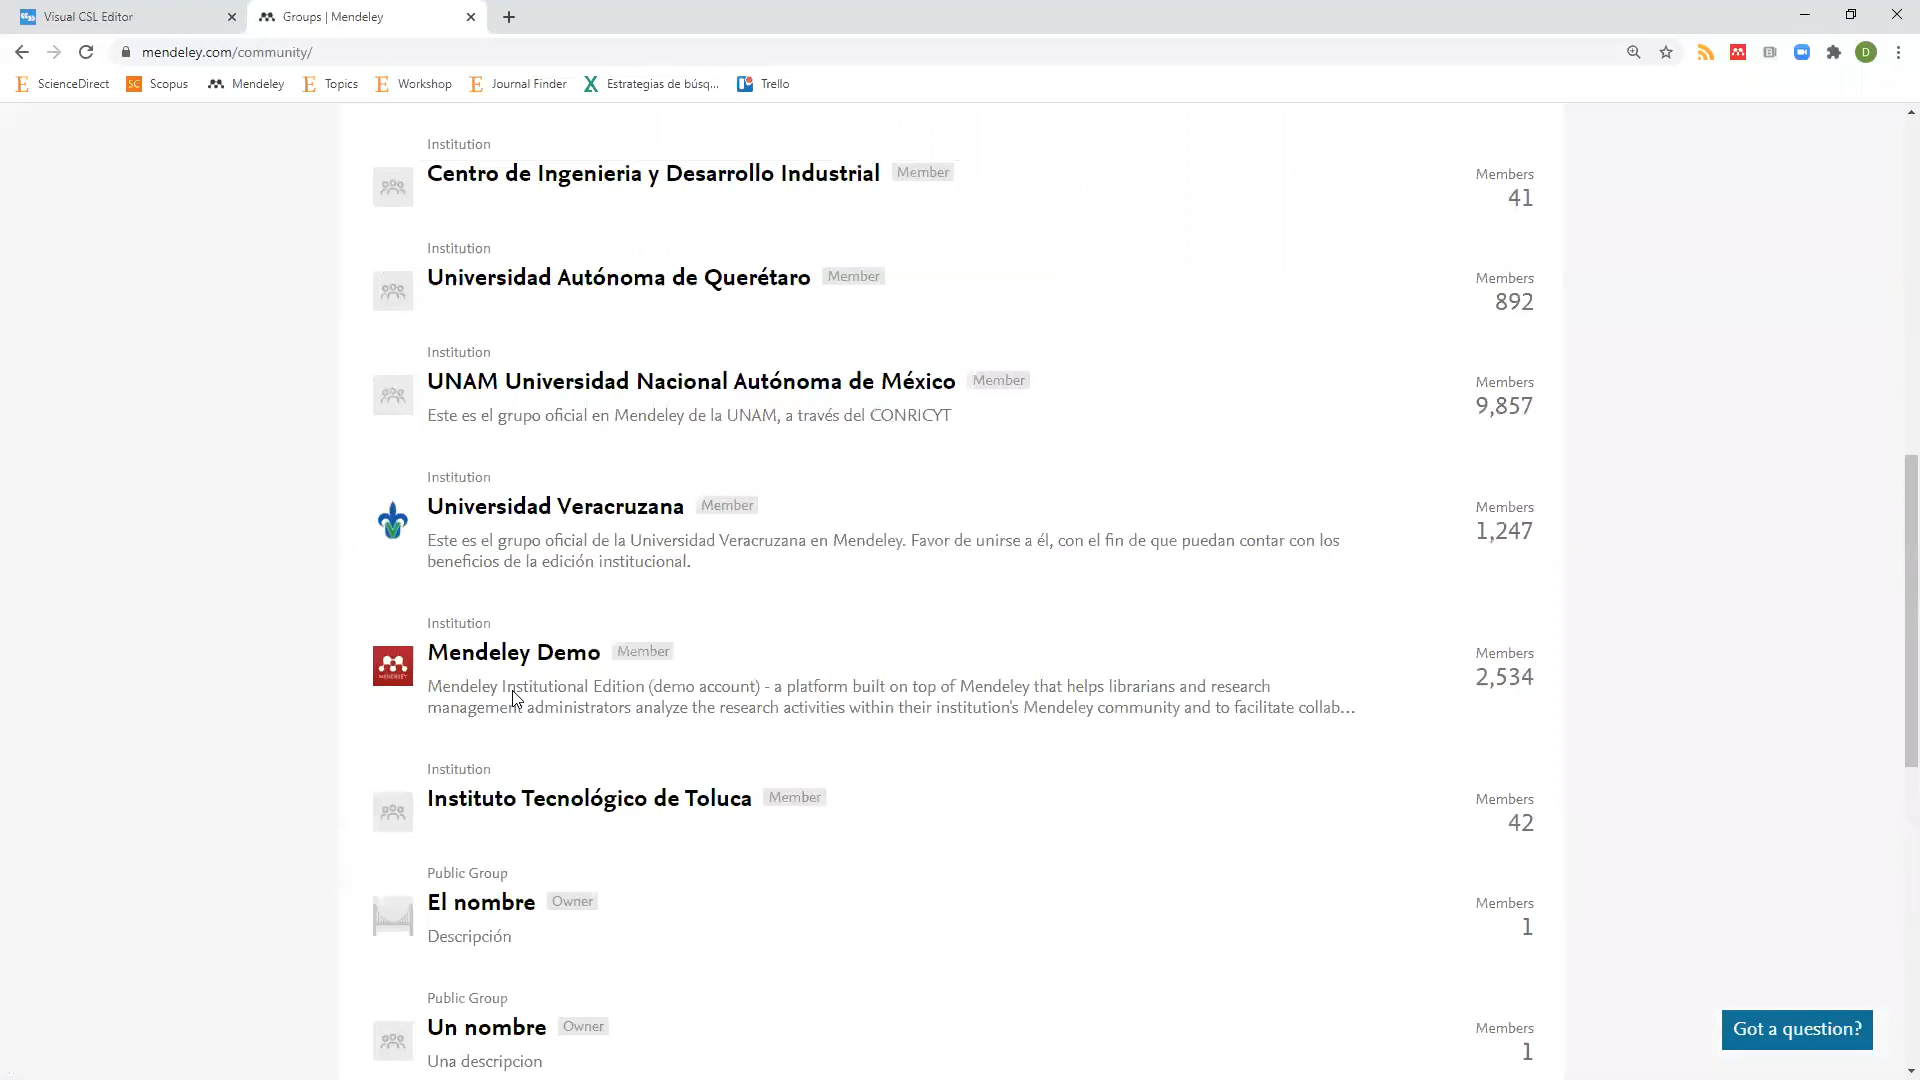 Visual CSL Editor
Groups | Mendeley
mendeley.com/community/
D
ScienceDirect
SC Scopus
Mendeley
Topics
Workshop
Journal Finder
Estrategias de búsq...
Trello
Institution
Centro de Ingenieria y Desarrollo Industrial Member
Members
41
Institution
Universidad Autónoma de Querétaro Member
Members
892
Institution
UNAM Universidad Nacional Autónoma de México Member
Este es el grupo oficial en Mendeley de la UNAM, a través del CONRICYT
Members
9,857
Institution
Universidad Veracruzana Member
Este es el grupo oficial de la Universidad Veracruzana en Mendeley. Favor de unirse a él, con el fin de que puedan contar con los
beneficios de la edición institucional.
Members
1,247
Institution
Mendeley Demo Member
Mendeley Institutional Edition (demo account) - a platform built on top of Mendeley that helps librarians and research
management administrators analyze the research activities within their institution's Mendeley community and to facilitate collab...
Members
2,534
MENDELEY
Institution
Instituto Tecnológico de Toluca Member
Members
42
Public Group
El nombre Owner
Descripción
Members
1
Public Group
Un nombre Owner
Una descripcion
Members
1
Got a question?